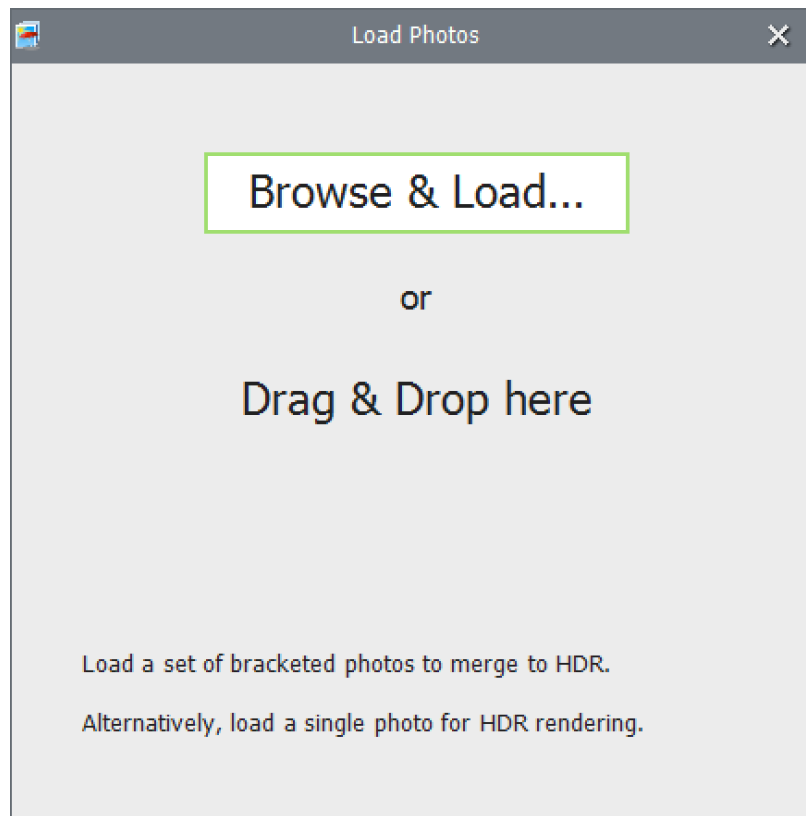 Load Photos
Browse & Load...
or
Drag & Drop here
Load a set of bracketed photos to merge to HDR.
Alternatively, load a single photo for HDR rendering.